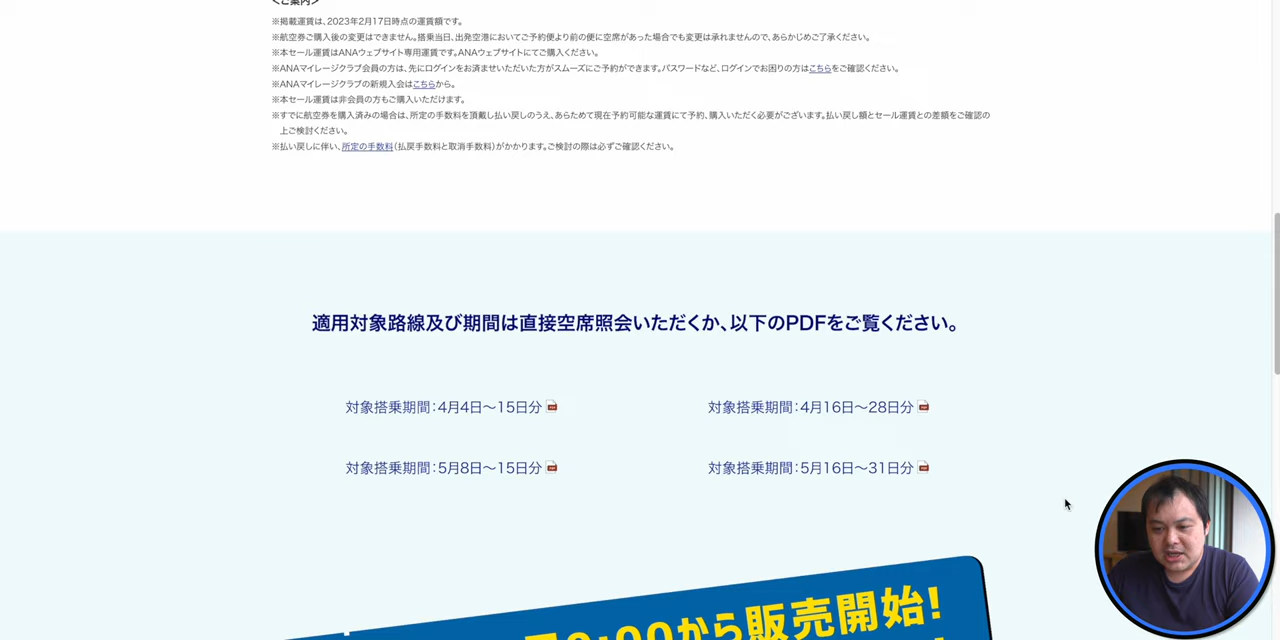 <ご案内>
※掲載運賃は、2023年2月17日時点の運賃額です。
※航空券ご購入後の変更はできません。搭乗当日、出発空港においてご予約便より前の便に空席があった場合でも変更は承れませんので、あらかじめご了承ください。
※本セール運賃はANAウェブサイト専用運賃です。ANAウェブサイトにてご購入ください。
※ANAマイレージクラブ会員の方は、先にログインをお済ませいただいた方がスムーズにご予約ができます。パスワードなど、ログインでお困りの方はこちらをご確認ください。
※ANAマイレージクラブの新規入会はこちらから。
※本セール運賃は非会員の方もご購入いただけます。
※すでに航空券を購入済みの場合は、所定の手数料を頂戴し払い戻しのうえ、あらためて現在予約可能な運賃にて予約、購入いただく必要がございます。払い戻し額とセール運賃との差額をご確認の
上ご検討ください。
※払い戻しに伴い、所定の手数料(払戻手数料と取消手数料)がかかります。ご検討の際は必ずご確認ください。
適用対象路線及び期間は直接空席照会いただくか、以下のPDFをご覧ください。
対象搭乗期間:4月4日～15日分
対象搭乗期間:4月16日～28日分
対象搭乗期間:5月8日～15日分
対象搭乗期間:5月16日～31日分
から販売開始!